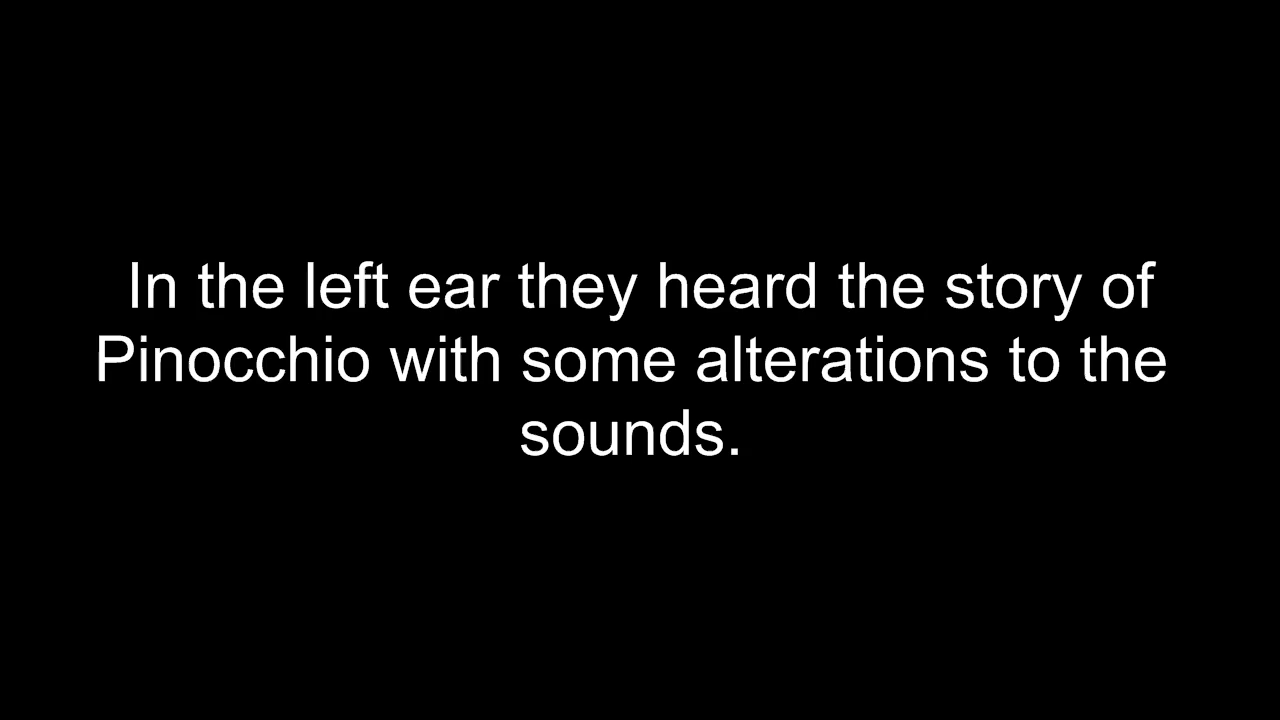 In the left ear they heard the story of
Pinocchio with some alterations to the
sounds.